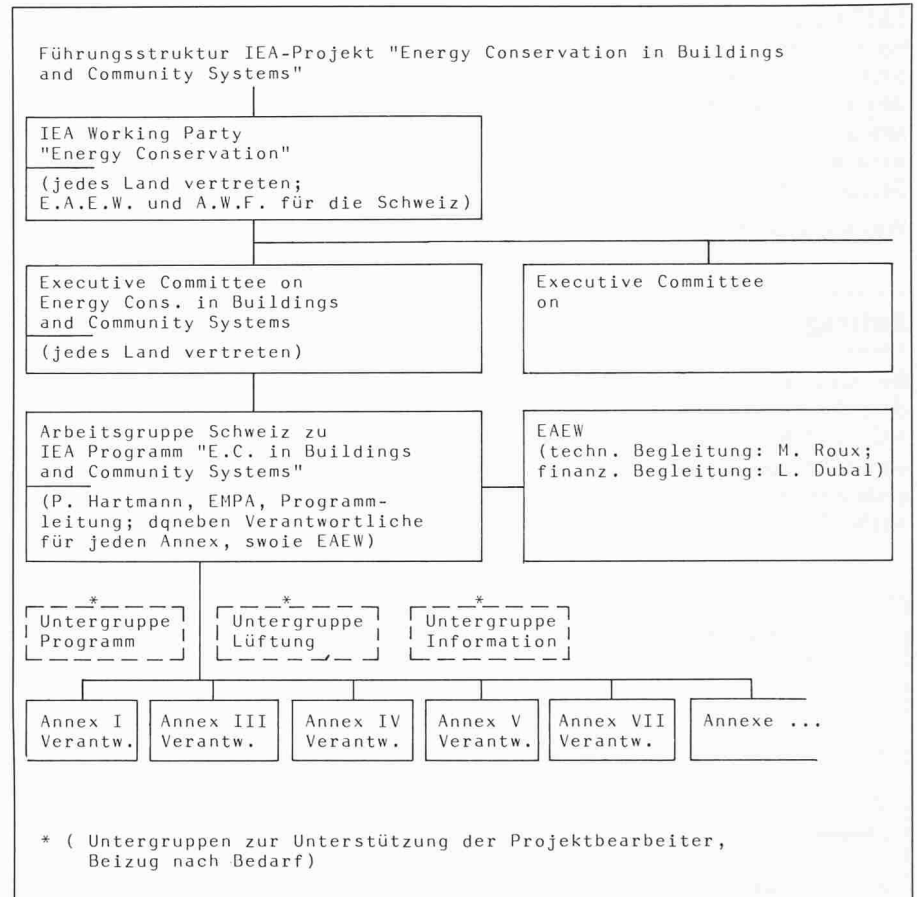 Führungsstruktur IEA-Projekt "Energy Conservation in Buildings
and Community Systems"
IEA Working Party
"Energy Conservation"
(jedes Land vertreten;
E.A.E.W. und A.W.F. für die Schweiz)
Executive Committee on
Energy Cons. in Buildings
and Community Systems
(jedes Land vertreten)
Executive Committee
on
Arbeitsgruppe Schweiz zu
IEA Programm "E.C. in Buildings
and Community Systems"
(P. Hartmann, EMPA, Programm-
leitung; dqneben Verantwortliche
für jeden Annex, swoie EAEW)
EAEW
(techn. Begleitung: M. Roux;
finanz. Begleitung: L. Dubal)
*
Untergruppe
Programm
*
Untergruppe
Lüftung
*
Untergruppe
Information
Annex I
Verantw.
Annex III
Verantw.
Annex IV
Verantw.
Annex V
Verantw.
Annex VII
Verantw.
Annexe ...
* ( Untergruppen zur Unterstützung der Projektbearbeiter,
Beizug nach Bedarf)